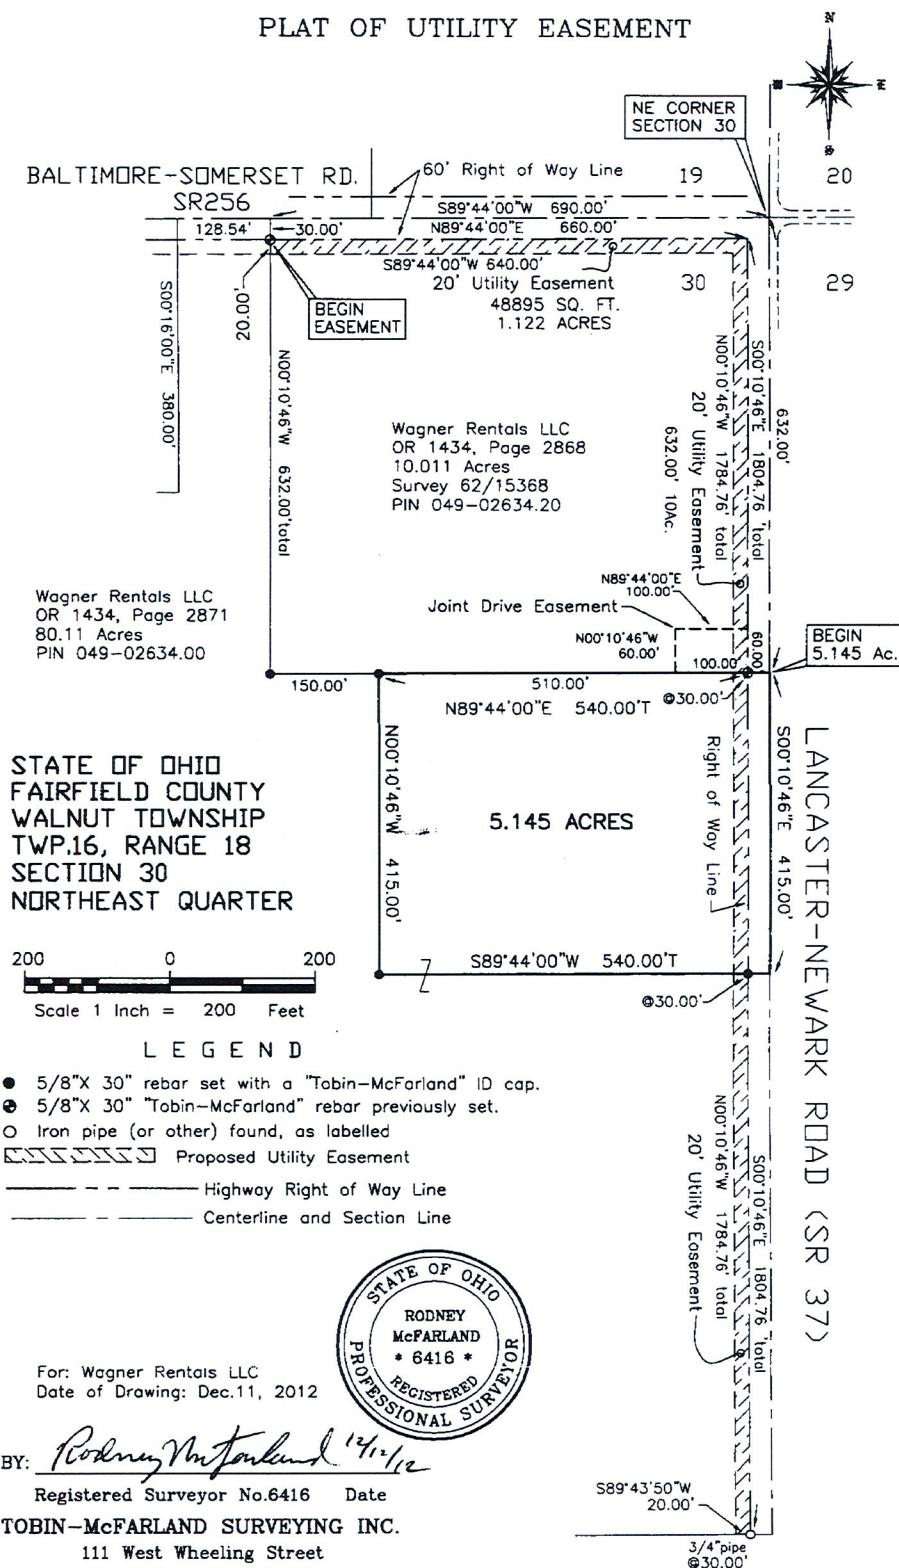 PLAT OF UTILITY EASEMENT
N
E
S
NE CORNER
SECTION 30
BALTIMORE-SOMERSET RD.
SR256
60' Right of Way Line
19
20
S89°44'00"W 690.00'
128.54'
30.00'
N89°44'00"E 660.00'
S89°44'00"W 640.00'
20' Utility Easement
48895 SQ. FT.
1.122 ACRES
30
29
20.00'
BEGIN
EASEMENT
S00°16'00"E 380.00'
N00°10'46"W 632.00'total
Wagner Rentals LLC
OR 1434, Page 2868
10.011 Acres
Survey 62/15368
PIN 049-02634.20
632.00' 10Ac.
20' Utility Easement
N00°10'46"W 1784.76' total
S00°10'46"E 1804.76 'total
632.00'
N89°44'00"E
100.00'
Joint Drive Easement
N00°10'46"W
60.00'
100.00'
60.00'
Wagner Rentals LLC
OR 1434, Page 2871
80.11 Acres
PIN 049-02634.00
BEGIN
5.145 Ac.
150.00'
510.00'
@30.00'
N89°44'00"E 540.00'T
N00°10'46"W 415.00'
5.145 ACRES
Right of Way Line
S00°10'46"E 415.00'
LANCASTER-NEWARK ROAD (SR 37)
STATE OF OHIO
FAIRFIELD COUNTY
WALNUT TOWNSHIP
TWP.16, RANGE 18
SECTION 30
NORTHEAST QUARTER
S89°44'00"W 540.00'T
@30.00'
200 0 200
Scale 1 Inch = 200 Feet
LEGEND
5/8"X 30" rebar set with a "Tobin-McFarland" ID cap.
5/8"X 30" "Tobin-McFarland" rebar previously set.
Iron pipe (or other) found, as labelled
Proposed Utility Easement
Highway Right of Way Line
Centerline and Section Line
20' Utility Easement
N00°10'46"W 1784.76' total
S00°10'46"E 1804.76 'total
STATE OF OHIO
RODNEY
McFARLAND
* 6416 *
REGISTERED
PROFESSIONAL SURVEYOR
For: Wagner Rentals LLC
Date of Drawing: Dec.11, 2012
BY: Rodney McFarland 12/12/12
Registered Surveyor No.6416 Date
TOBIN-McFARLAND SURVEYING INC.
111 West Wheeling Street
S89°43'50"W
20.00'
3/4"pipe
@30.00'